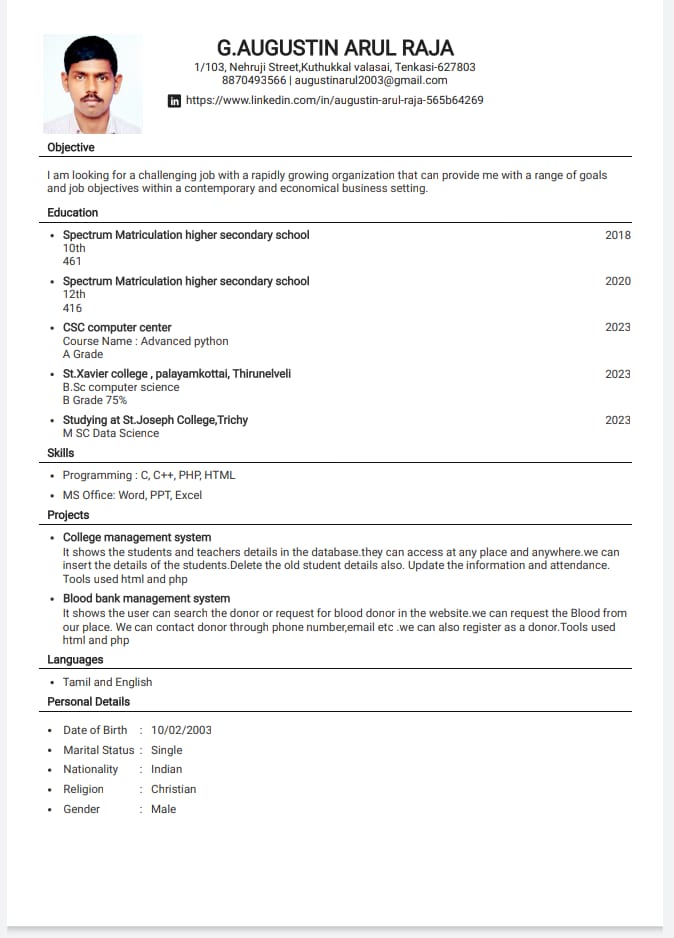 G.AUGUSTIN ARUL RAJA
1/103, Nehruji Street,Kuthukkal valasai, Tenkasi-627803
8870493566 | augustinarul2003@gmail.com
in https://www.linkedin.com/in/augustin-arul-raja-565b64269
Objective
I am looking for a challenging job with a rapidly growing organization that can provide me with a range of goals
and job objectives within a contemporary and economical business setting.
Education
• Spectrum Matriculation higher secondary school 2018
10th
461
• Spectrum Matriculation higher secondary school 2020
12th
416
• CSC computer center 2023
Course Name : Advanced python
A Grade
• St.Xavier college , palayamkottai, Thirunelveli 2023
B.Sc computer science
B Grade 75%
• Studying at St.Joseph College,Trichy 2023
M SC Data Science
Skills
• Programming : C, C++, PHP, HTML
• MS Office: Word, PPT, Excel
Projects
• College management system
It shows the students and teachers details in the database.they can access at any place and anywhere.we can
insert the details of the students.Delete the old student details also. Update the information and attendance.
Tools used html and php
• Blood bank management system
It shows the user can search the donor or request for blood donor in the website.we can request the Blood from
our place. We can contact donor through phone number,email etc .we can also register as a donor.Tools used
html and php
Languages
• Tamil and English
Personal Details
• Date of Birth : 10/02/2003
• Marital Status : Single
• Nationality : Indian
• Religion : Christian
• Gender : Male